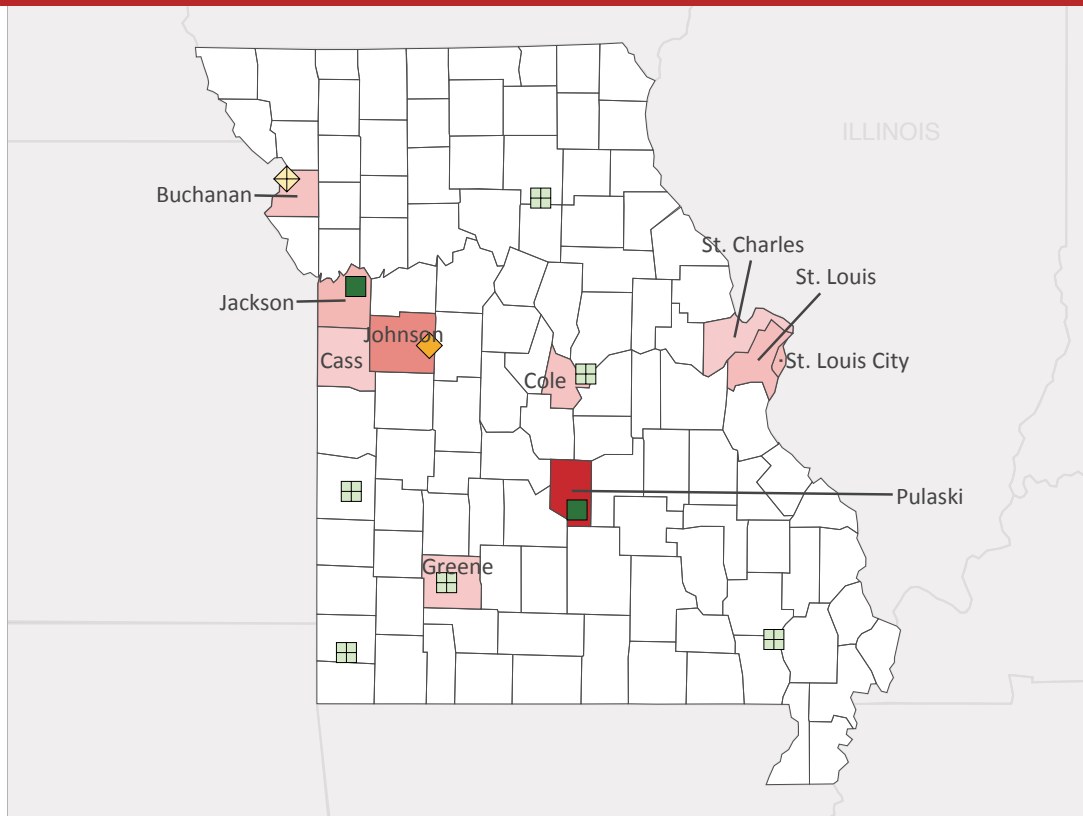 ILLINOIS
Buchanan
St. Charles
St. Louis
Jackson
Johnson
Cass
St. Louis City
Cole
Pulaski
Greene